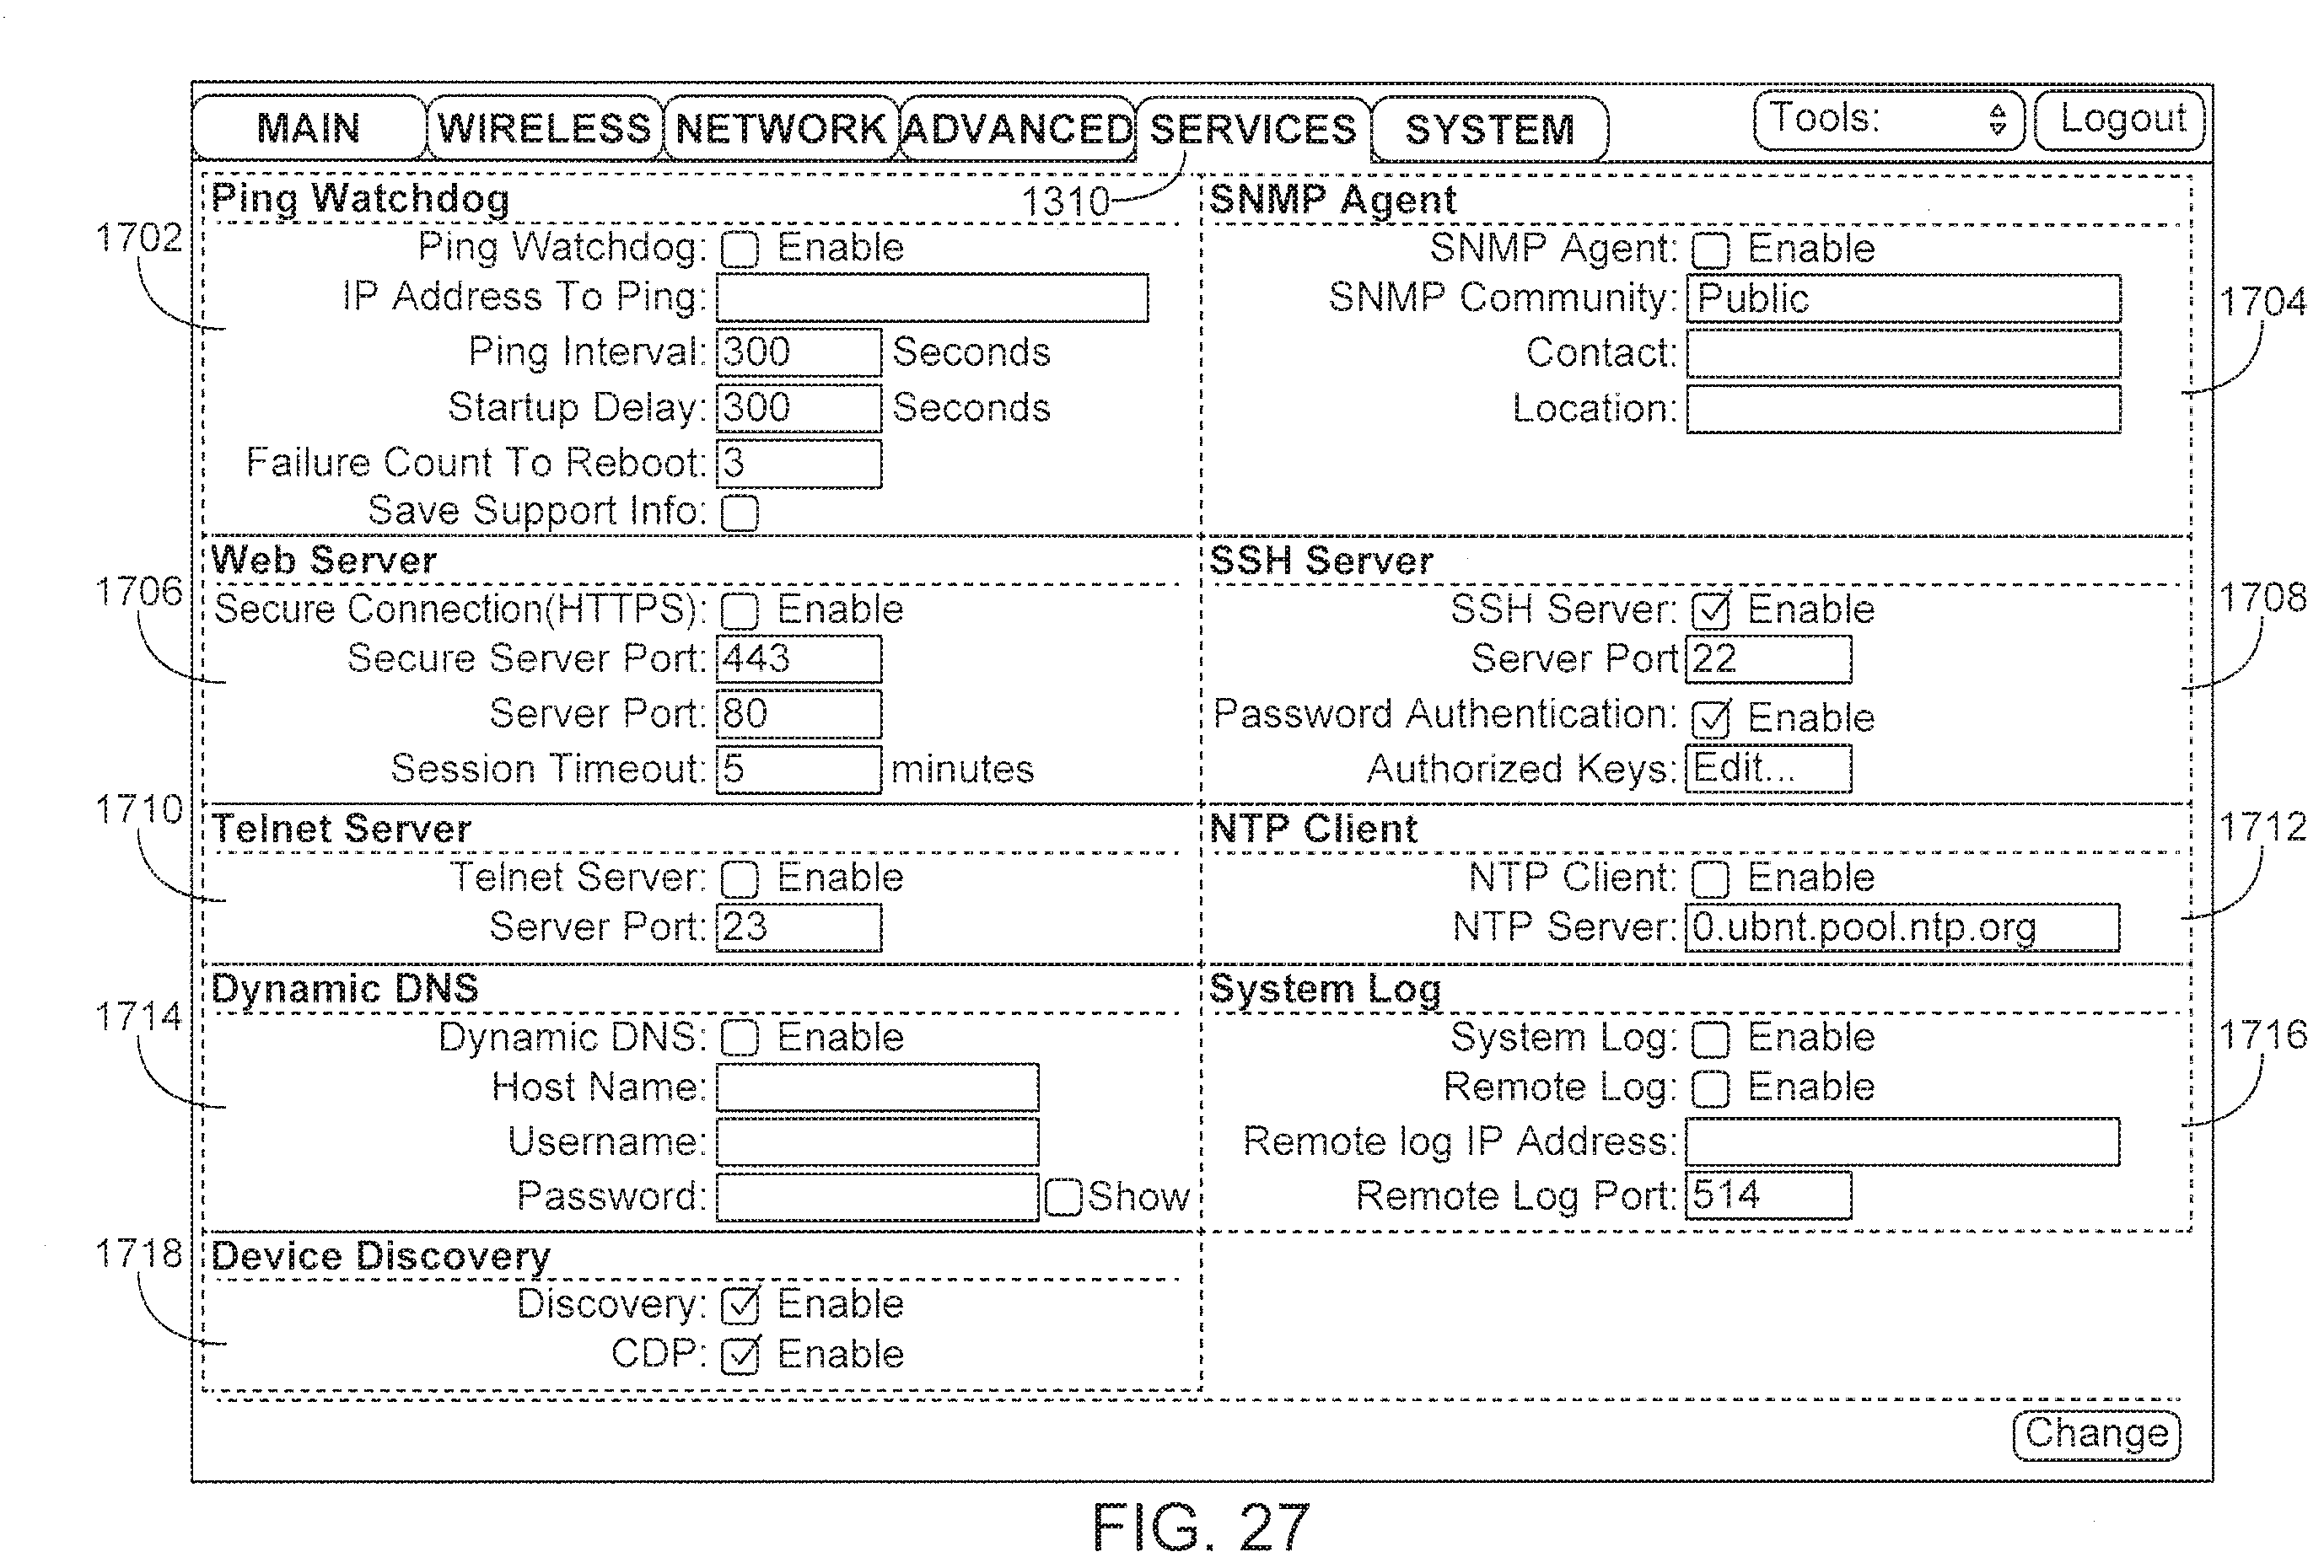 MAIN WIRELESS NETWORK ADVANCED SERVICES SYSTEM Tools: Logout
1310
Ping Watchdog
1702
Ping Watchdog: Enable
IP Address To Ping:
Ping Interval: 300 Seconds
Startup Delay: 300 Seconds
Failure Count To Reboot: 3
Save Support Info:
SNMP Agent
SNMP Agent: Enable
SNMP Community: Public
1704
Contact:
Location:
Web Server
1706
Secure Connection(HTTPS): Enable
Secure Server Port: 443
Server Port: 80
Session Timeout: 5 minutes
SSH Server
SSH Server: Enable
1708
Server Port 22
Password Authentication: Enable
Authorized Keys: Edit...
1710
Telnet Server
Telnet Server: Enable
Server Port: 23
NTP Client
1712
NTP Client: Enable
NTP Server: 0.ubnt.pool.ntp.org
Dynamic DNS
1714
Dynamic DNS: Enable
Host Name:
Username:
Password: Show
System Log
System Log: Enable
1716
Remote Log: Enable
Remote log IP Address:
Remote Log Port: 514
1718
Device Discovery
Discovery: Enable
CDP: Enable
Change
FIG. 27